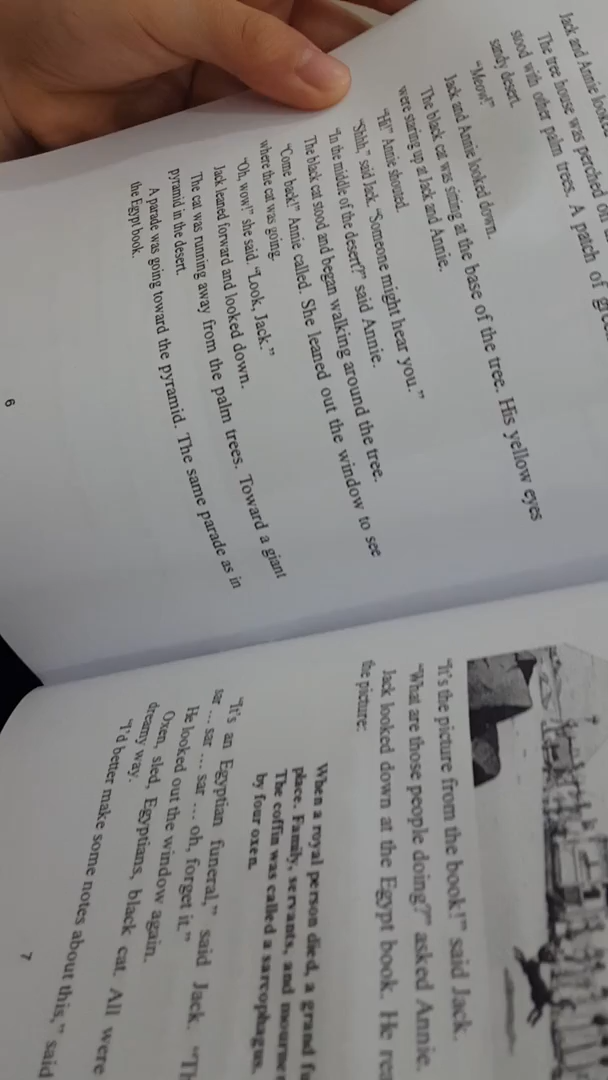 Jack and Annie looke
The tree house was perched on
stood with other palm trees. A patch of gree
sandy desert.
"Meow!"
Jack and Annie looked down.
The black cat was sitting at the base of the tree. His yellow eyes
were staring up at Jack and Annie.
"Hi!" Annie shouted.
"Shhh," said Jack. "Someone might hear you."
"In the middle of the desert?" said Annie.
The black cat stood and began walking around the tree.
"Come back!" Annie called. She leaned out the window to see
where the cat was going.
"Oh, wow!" she said. "Look, Jack."
Jack leaned forward and looked down.
The cat was running away from the palm trees. Toward a giant
pyramid in the desert.
A parade was going toward the pyramid. The same parade as in
the Egypt book.
6
"It's the picture from the book!" said Jack.
"What are those people doing?" asked Annie.
Jack looked down at the Egypt book. He rea
the picture:
When a royal person died, a grand fu
place. Family, servants, and mourne
The coffin was called a sarcophagus.
by four oxen.
"It's an Egyptian funeral," said Jack. "Th
sar ... sar ... sar ... oh, forget it."
He looked out the window again.
Oxen, sled, Egyptians, black cat. All were
dreamy way.
"I'd better make some notes about this," said
7